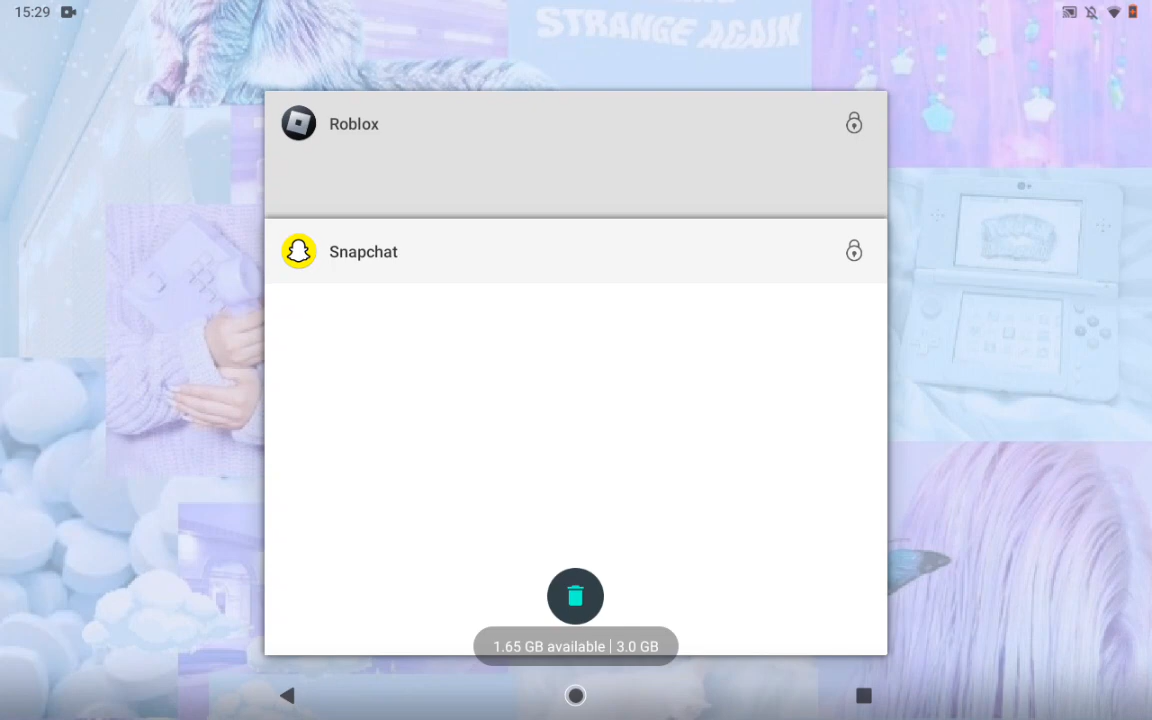 15:29
STRANGE AGAIN
Roblox
Snapchat
1.65 GB available | 3.0 GB